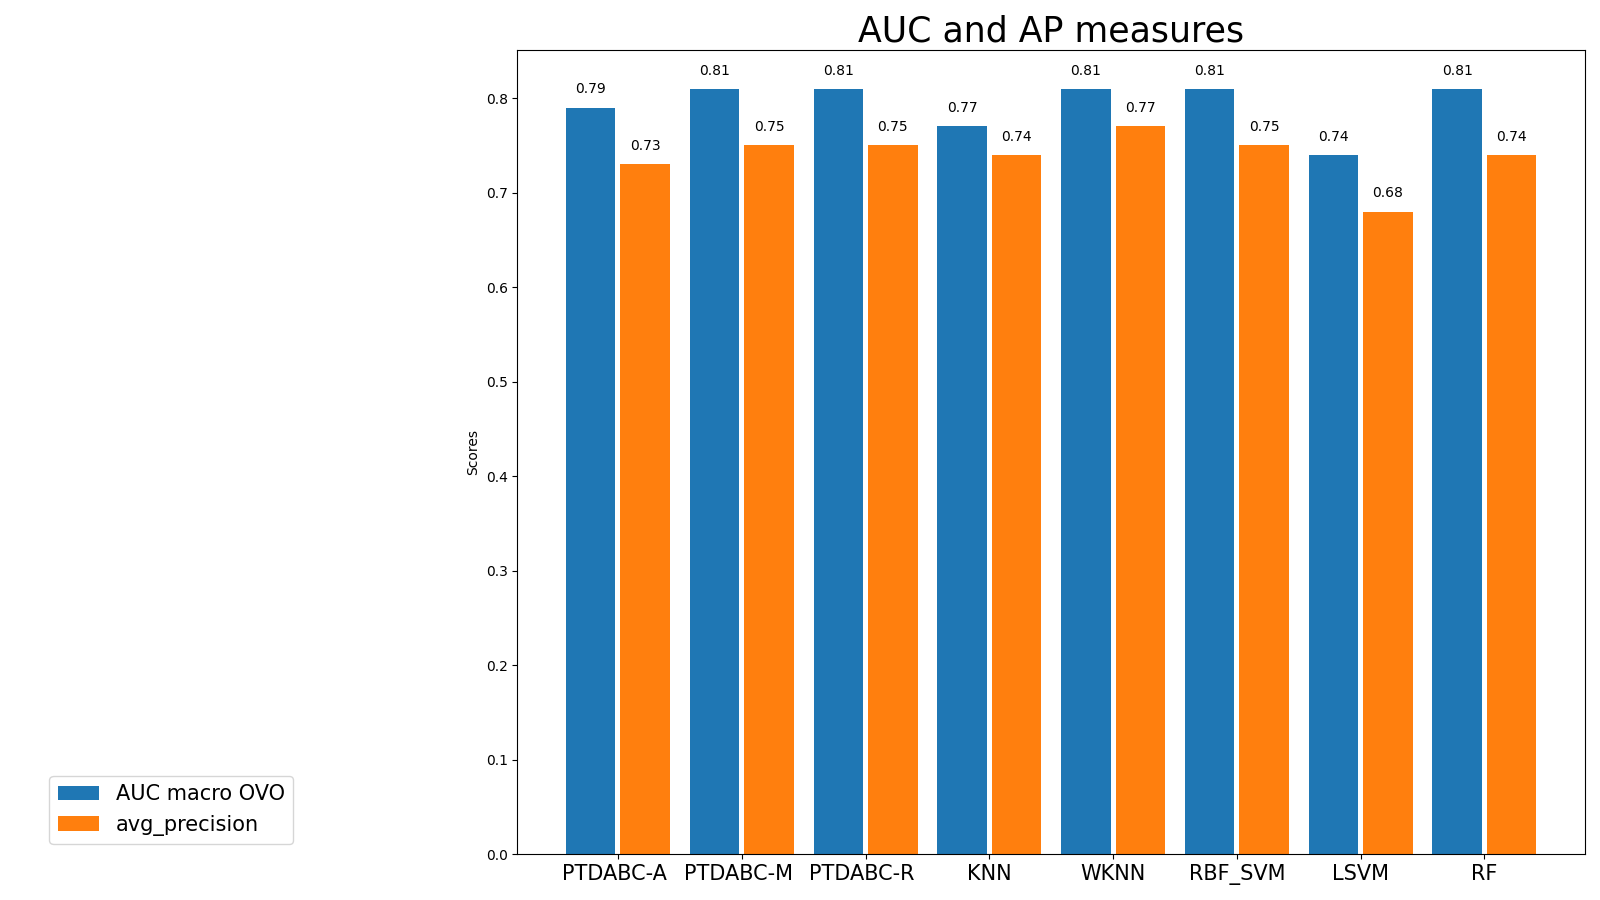 AUC and AP measures
0.79 0.73 0.81 0.75 0.81 0.75 0.77 0.74 0.81 0.77 0.81 0.75 0.74 0.68 0.81 0.74
0.8
0.7
0.6
0.5
0.4
0.3
0.2
0.1
0.0
Scores
PTDABC-A PTDABC-M PTDABC-R KNN WKNN RBF_SVM LSVM RF
AUC macro OVO
avg_precision